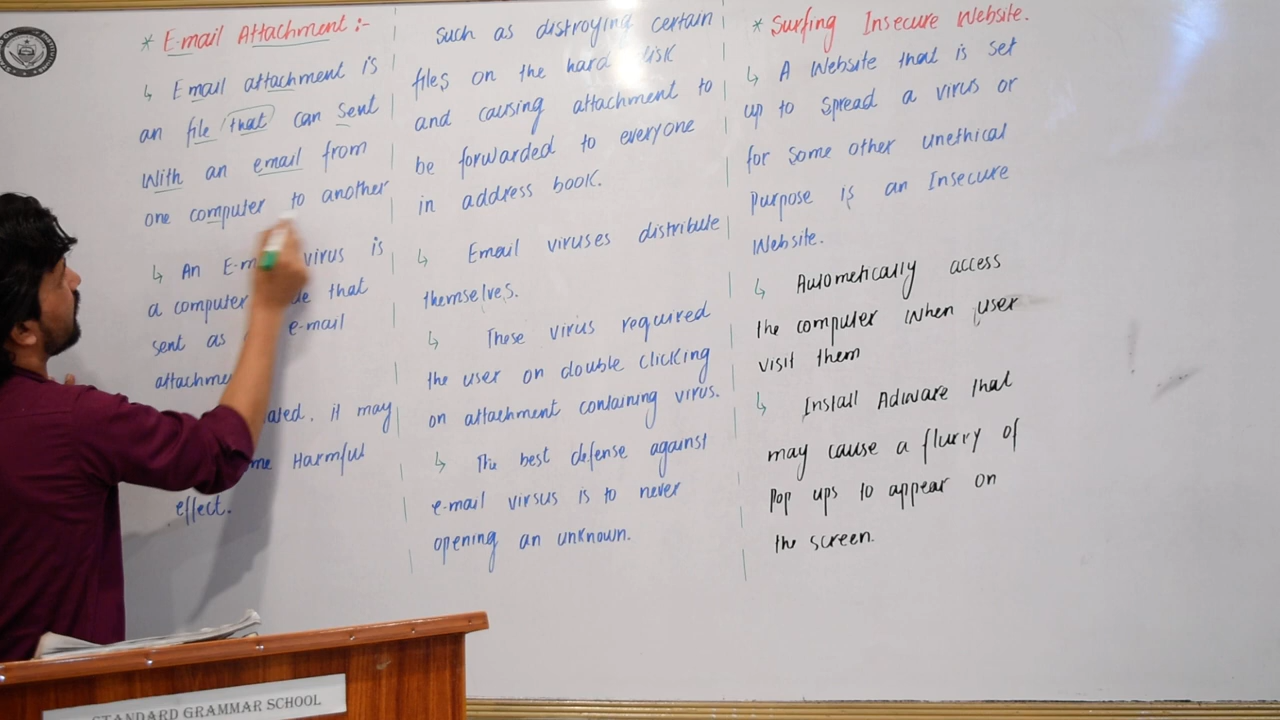 * E-mail Attachment :-
↳ Email attachment is
an file that can sent
With an email from
one computer to another
↳ An virus is
a computer that
sent as e-mail
it may
Harmful
effect.
such as distroying certain
files on the hard disk
and causing attachment to
be forwarded to everyone
in address book.
↳ Email viruses distribute
themselves.
↳ These virus required
the user on double clicking
on attachment containing virus.
↳ The best defense against
e-mail virsus is to never
opening an unknown.
* Surfing Insecure Website.
↳ A Website that is set
up to spread a virus or
for some other unethical
Purpose is an Insecure
Website.
↳ Autometically access
the computer when user
visit them
↳ Install Adware that
may cause a flurry of
Pop ups to appear on
the screen.
STANDARD GRAMMAR SCHOOL